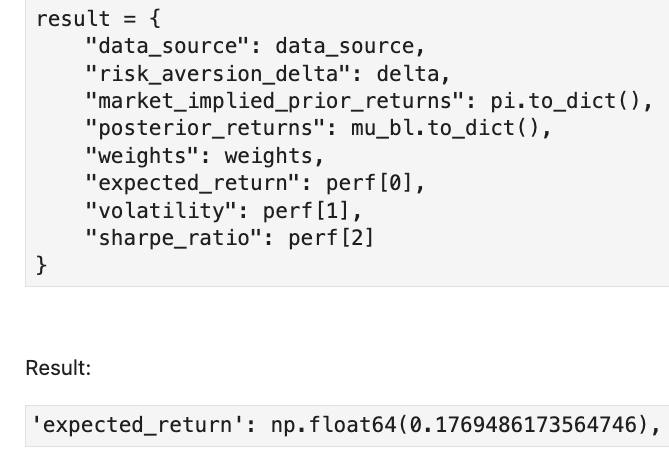 result = {
    "data_source": data_source,
    "risk_aversion_delta": delta,
    "market_implied_prior_returns": pi.to_dict(),
    "posterior_returns": mu_bl.to_dict(),
    "weights": weights,
    "expected_return": perf[0],
    "volatility": perf[1],
    "sharpe_ratio": perf[2]
}
Result:
'expected_return': np.float64(0.1769486173564746),